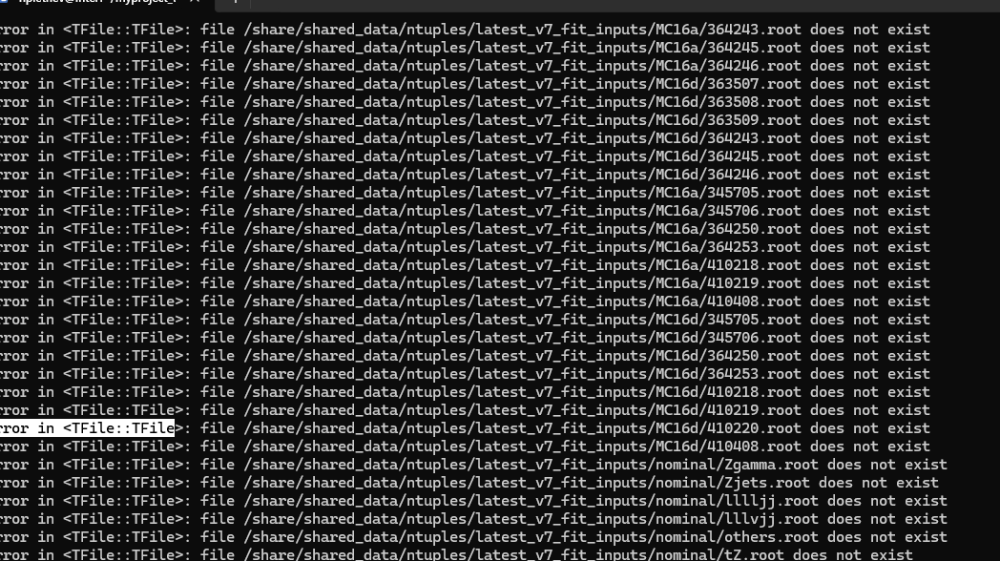 rror in <TFile::TFile>: file /share/shared_data/ntuples/latest_v7_fit_inputs/MC16a/364243.root does not exist
rror in <TFile::TFile>: file /share/shared_data/ntuples/latest_v7_fit_inputs/MC16a/364245.root does not exist
rror in <TFile::TFile>: file /share/shared_data/ntuples/latest_v7_fit_inputs/MC16a/364246.root does not exist
rror in <TFile::TFile>: file /share/shared_data/ntuples/latest_v7_fit_inputs/MC16d/363507.root does not exist
rror in <TFile::TFile>: file /share/shared_data/ntuples/latest_v7_fit_inputs/MC16d/363508.root does not exist
rror in <TFile::TFile>: file /share/shared_data/ntuples/latest_v7_fit_inputs/MC16d/363509.root does not exist
rror in <TFile::TFile>: file /share/shared_data/ntuples/latest_v7_fit_inputs/MC16d/364243.root does not exist
rror in <TFile::TFile>: file /share/shared_data/ntuples/latest_v7_fit_inputs/MC16d/364245.root does not exist
rror in <TFile::TFile>: file /share/shared_data/ntuples/latest_v7_fit_inputs/MC16d/364246.root does not exist
rror in <TFile::TFile>: file /share/shared_data/ntuples/latest_v7_fit_inputs/MC16a/345705.root does not exist
rror in <TFile::TFile>: file /share/shared_data/ntuples/latest_v7_fit_inputs/MC16a/345706.root does not exist
rror in <TFile::TFile>: file /share/shared_data/ntuples/latest_v7_fit_inputs/MC16a/364250.root does not exist
rror in <TFile::TFile>: file /share/shared_data/ntuples/latest_v7_fit_inputs/MC16a/364253.root does not exist
rror in <TFile::TFile>: file /share/shared_data/ntuples/latest_v7_fit_inputs/MC16a/410218.root does not exist
rror in <TFile::TFile>: file /share/shared_data/ntuples/latest_v7_fit_inputs/MC16a/410219.root does not exist
rror in <TFile::TFile>: file /share/shared_data/ntuples/latest_v7_fit_inputs/MC16a/410408.root does not exist
rror in <TFile::TFile>: file /share/shared_data/ntuples/latest_v7_fit_inputs/MC16d/345705.root does not exist
rror in <TFile::TFile>: file /share/shared_data/ntuples/latest_v7_fit_inputs/MC16d/345706.root does not exist
rror in <TFile::TFile>: file /share/shared_data/ntuples/latest_v7_fit_inputs/MC16d/364250.root does not exist
rror in <TFile::TFile>: file /share/shared_data/ntuples/latest_v7_fit_inputs/MC16d/364253.root does not exist
rror in <TFile::TFile>: file /share/shared_data/ntuples/latest_v7_fit_inputs/MC16d/410218.root does not exist
rror in <TFile::TFile>: file /share/shared_data/ntuples/latest_v7_fit_inputs/MC16d/410219.root does not exist
rror in <TFile::TFile>: file /share/shared_data/ntuples/latest_v7_fit_inputs/MC16d/410220.root does not exist
rror in <TFile::TFile>: file /share/shared_data/ntuples/latest_v7_fit_inputs/MC16d/410408.root does not exist
rror in <TFile::TFile>: file /share/shared_data/ntuples/latest_v7_fit_inputs/nominal/Zgamma.root does not exist
rror in <TFile::TFile>: file /share/shared_data/ntuples/latest_v7_fit_inputs/nominal/Zjets.root does not exist
rror in <TFile::TFile>: file /share/shared_data/ntuples/latest_v7_fit_inputs/nominal/lllljj.root does not exist
rror in <TFile::TFile>: file /share/shared_data/ntuples/latest_v7_fit_inputs/nominal/lllvjj.root does not exist
rror in <TFile::TFile>: file /share/shared_data/ntuples/latest_v7_fit_inputs/nominal/others.root does not exist
rror in <TFile::TFile>: file /share/shared_data/ntuples/latest_v7_fit_inputs/nominal/tZ.root does not exist